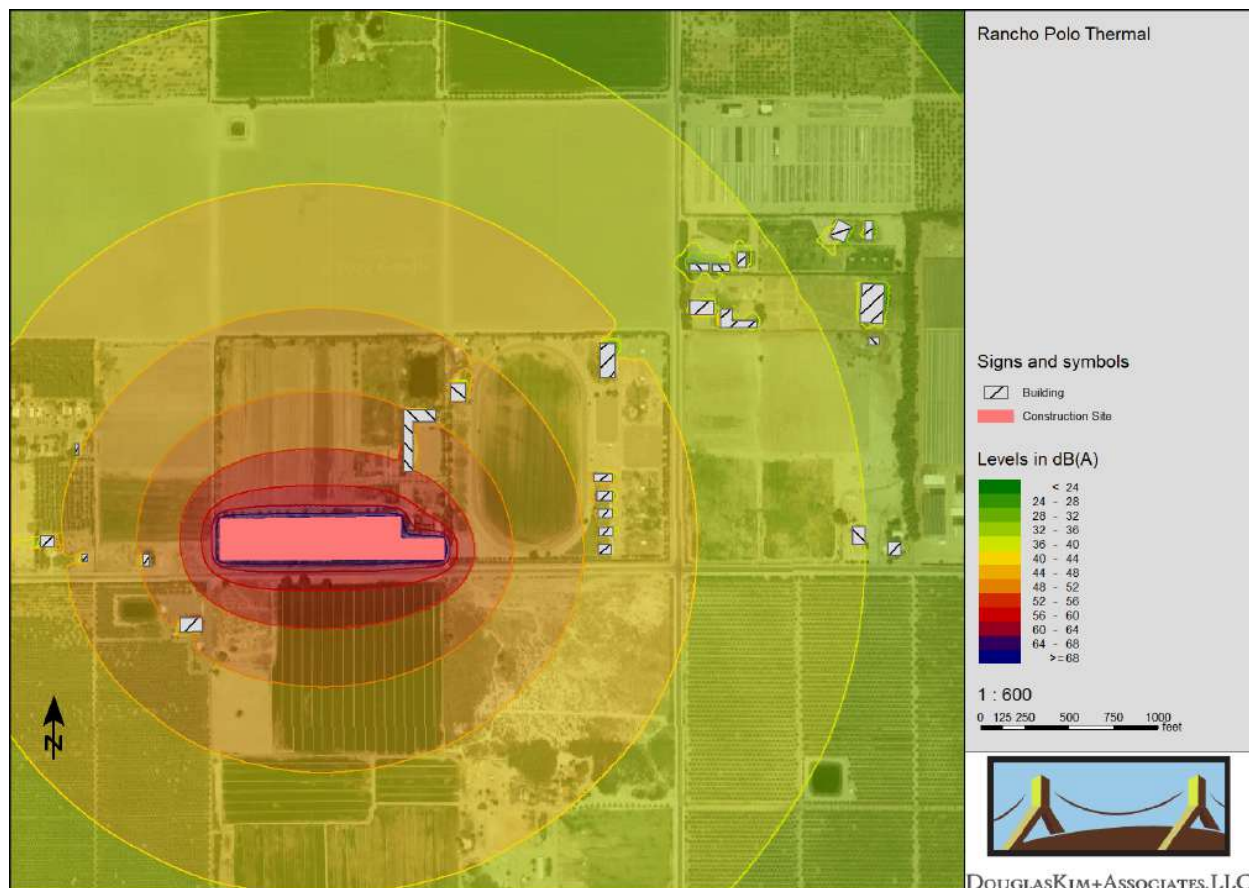 Rancho Polo Thermal
Signs and symbols
Building
Construction Site
Levels in dB(A)
< 24
24 - 28
28 - 32
32 - 36
36 - 40
40 - 44
44 - 48
48 - 52
52 - 56
56 - 60
60 - 64
64 - 68
>=68
1 : 600
0 125 250 500 750 1000
feet
N
DOUGLASKIM+ASSOCIATES, LLC